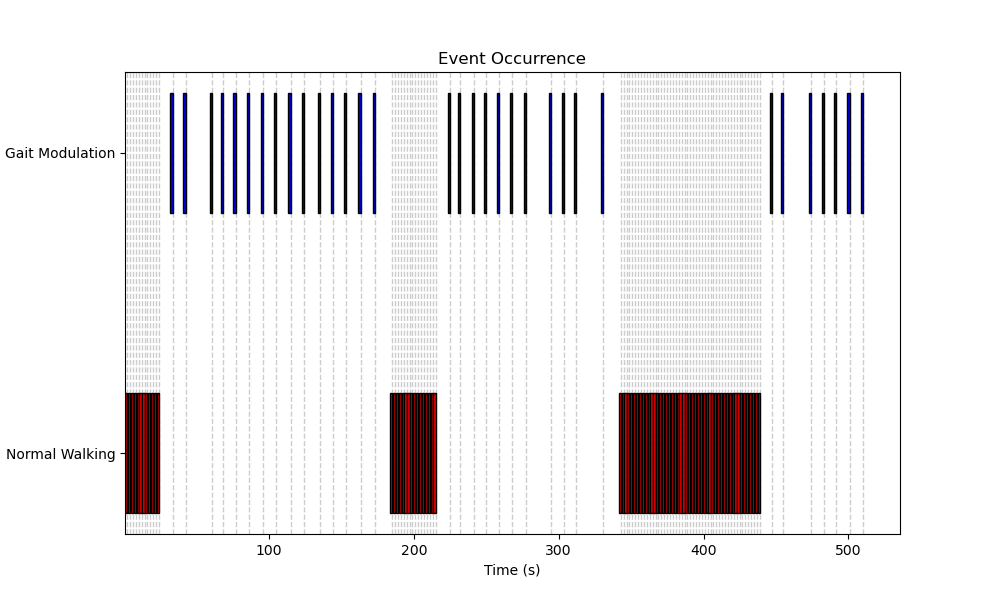 Event Occurrence
Gait Modulation
Normal Walking
100 200 300 400 500
Time (s)